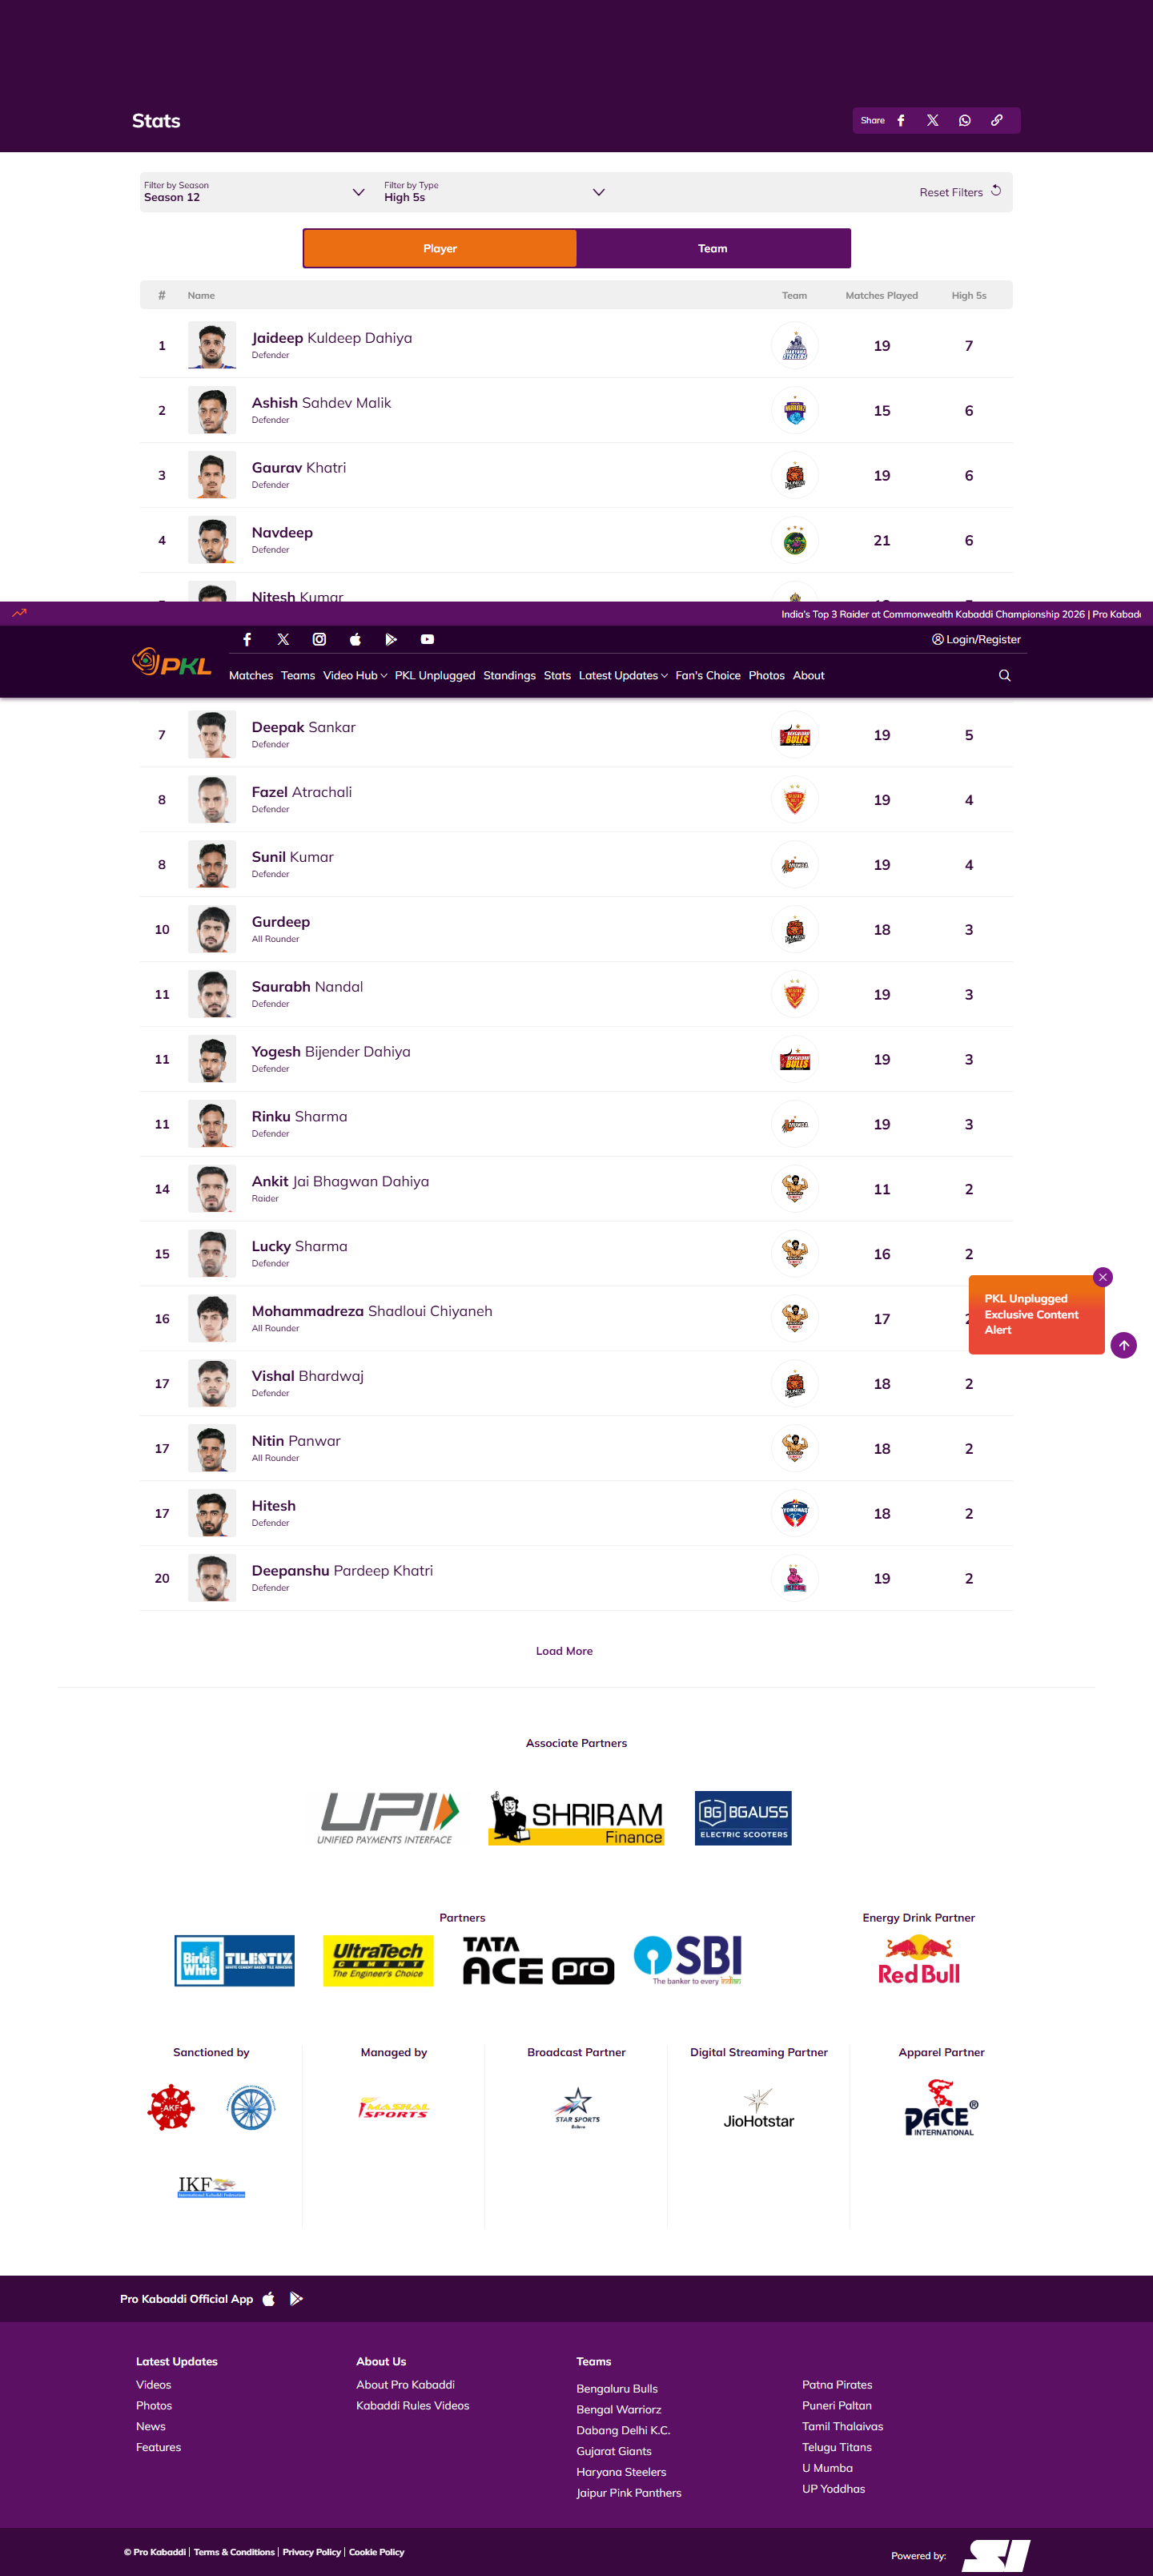 Stats
Share
Filter by Season
Season 12
Filter by Type
High 5s
Reset Filters
Player
Team
# Name Team Matches Played High 5s
1 Jaideep Kuldeep Dahiya 19 7
Defender
2 Ashish Sahdev Malik 15 6
Defender
3 Gaurav Khatri 19 6
Defender
4 Navdeep 21 6
Defender
Nitesh Kumar
India's Top 3 Raider at Commonwealth Kabaddi Championship 2026 | Pro Kabad
Login/Register
PKL
Matches Teams Video Hub PKL Unplugged Standings Stats Latest Updates Fan's Choice Photos About
7 Deepak Sankar 19 5
Defender
8 Fazel Atrachali 19 4
Defender
8 Sunil Kumar 19 4
Defender
10 Gurdeep 18 3
All Rounder
11 Saurabh Nandal 19 3
Defender
11 Yogesh Bijender Dahiya 19 3
Defender
11 Rinku Sharma 19 3
Defender
14 Ankit Jai Bhagwan Dahiya 11 2
Raider
15 Lucky Sharma 16 2
Defender
16 Mohammadreza Shadloui Chiyaneh 17
All Rounder
PKL Unplugged
Exclusive Content
Alert
17 Vishal Bhardwaj 18 2
Defender
17 Nitin Panwar 18 2
All Rounder
17 Hitesh 18 2
Defender
20 Deepanshu Pardeep Khatri 19 2
Defender
Load More
Associate Partners
UPI
UNIFIED PAYMENTS INTERFACE
SHRIRAM
Finance
BG BGAUSS
ELECTRIC SCOOTERS
Partners
Energy Drink Partner
Birla White TILESTIX
UltraTech
CEMENT
The Engineer's Choice
TATA
ACE pro
SBI
The banker to every Indian
Red Bull
Sanctioned by
Managed by
Broadcast Partner
Digital Streaming Partner
Apparel Partner
AKF
MASHAL
SPORTS
STAR SPORTS
JioHotstar
PACE®
INTERNATIONAL
IKF
International Kabaddi Federation
Pro Kabaddi Official App
Latest Updates
Videos
Photos
News
Features
About Us
About Pro Kabaddi
Kabaddi Rules Videos
Teams
Bengaluru Bulls
Bengal Warriorz
Dabang Delhi K.C.
Gujarat Giants
Haryana Steelers
Jaipur Pink Panthers
Patna Pirates
Puneri Paltan
Tamil Thalaivas
Telugu Titans
U Mumba
UP Yoddhas
© Pro Kabaddi | Terms & Conditions | Privacy Policy | Cookie Policy
Powered by:
SI